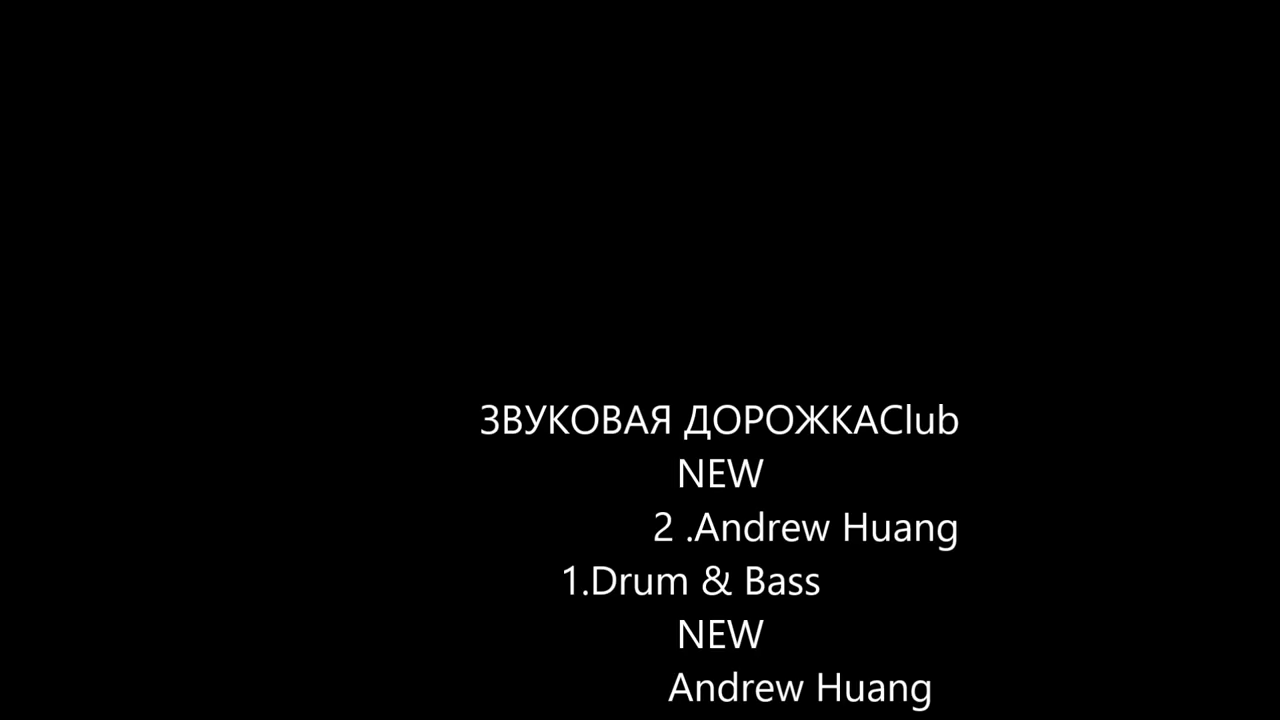 ЗВУКОВАЯ ДОРОЖКАClub
NEW
2 .Andrew Huang
1.Drum & Bass
NEW
Andrew Huang